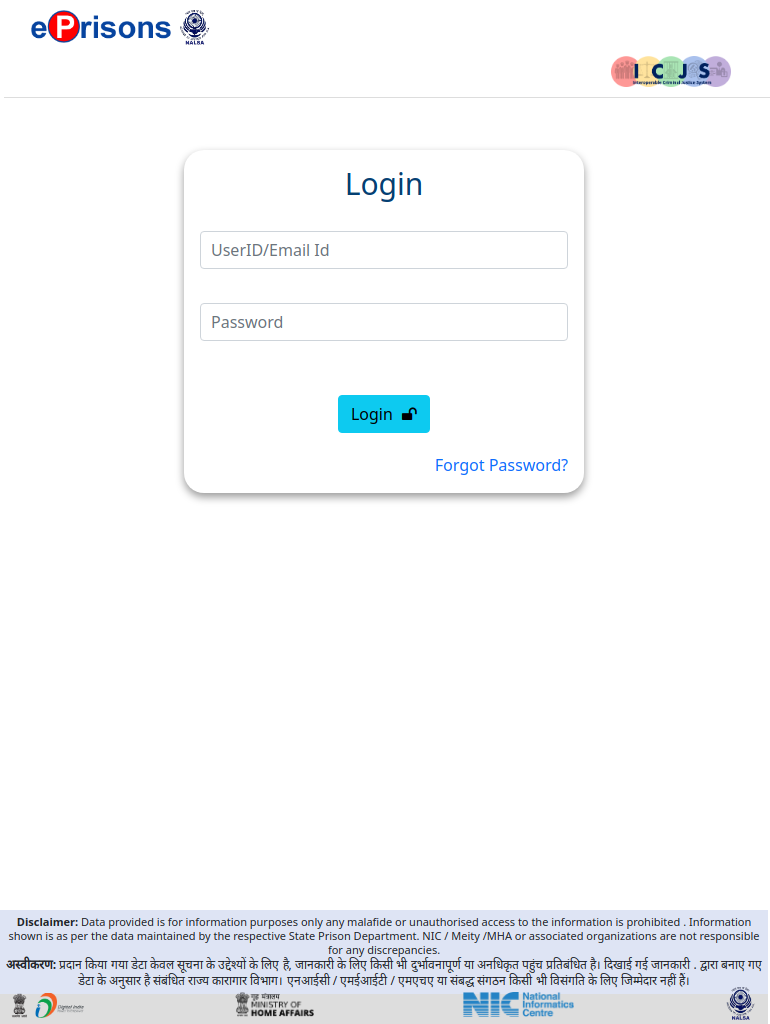 ePrisons
NALSA
I C J S
Interoperable Criminal Justice System
Login
UserID/Email Id
Password
Login
Forgot Password?
Disclaimer: Data provided is for information purposes only any malafide or unauthorised access to the information is prohibited . Information
shown is as per the data maintained by the respective State Prison Department. NIC / Meity /MHA or associated organizations are not responsible
for any discrepancies.
अस्वीकरण: प्रदान किया गया डेटा केवल सूचना के उद्देश्यों के लिए है, जानकारी के लिए किसी भी दुर्भावनापूर्ण या अनधिकृत पहुंच प्रतिबंधित है। दिखाई गई जानकारी . द्वारा बनाए गए
डेटा के अनुसार है संबंधित राज्य कारागार विभाग। एनआईसी / एमईआईटी / एमएचए या संबद्ध संगठन किसी भी विसंगति के लिए जिम्मेदार नहीं हैं।
Digital India
गृह मंत्रालय
MINISTRY OF
HOME AFFAIRS
NIC
National
Informatics
Centre
NALSA